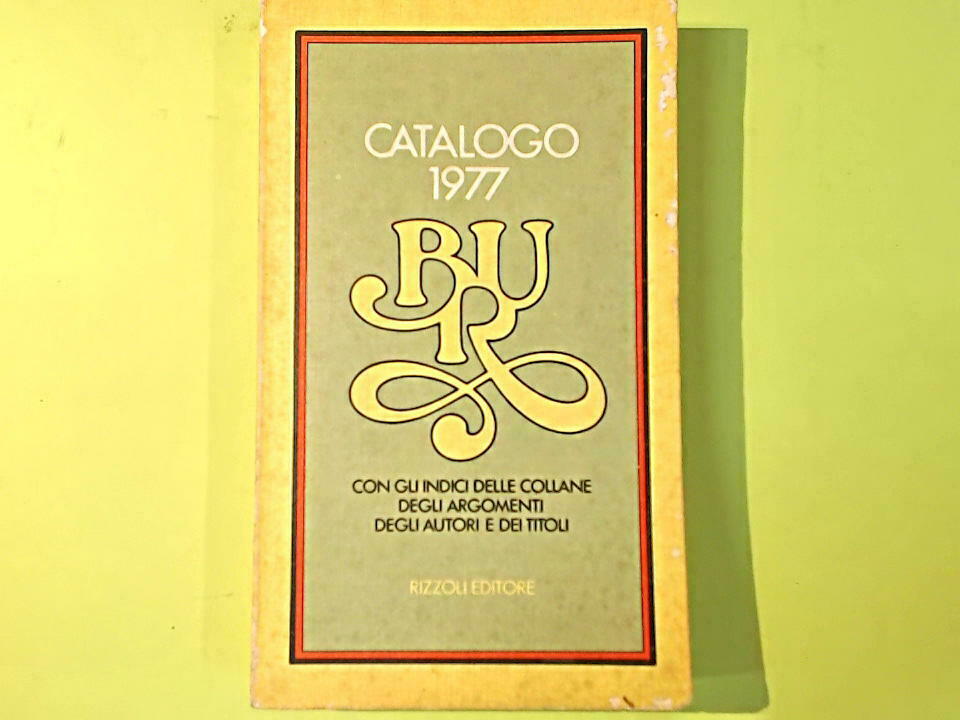 CATALOGO
1977
BUR
CON GLI INDICI DELLE COLLANE
DEGLI ARGOMENTI
DEGLI AUTORI E DEI TITOLI
RIZZOLI EDITORE